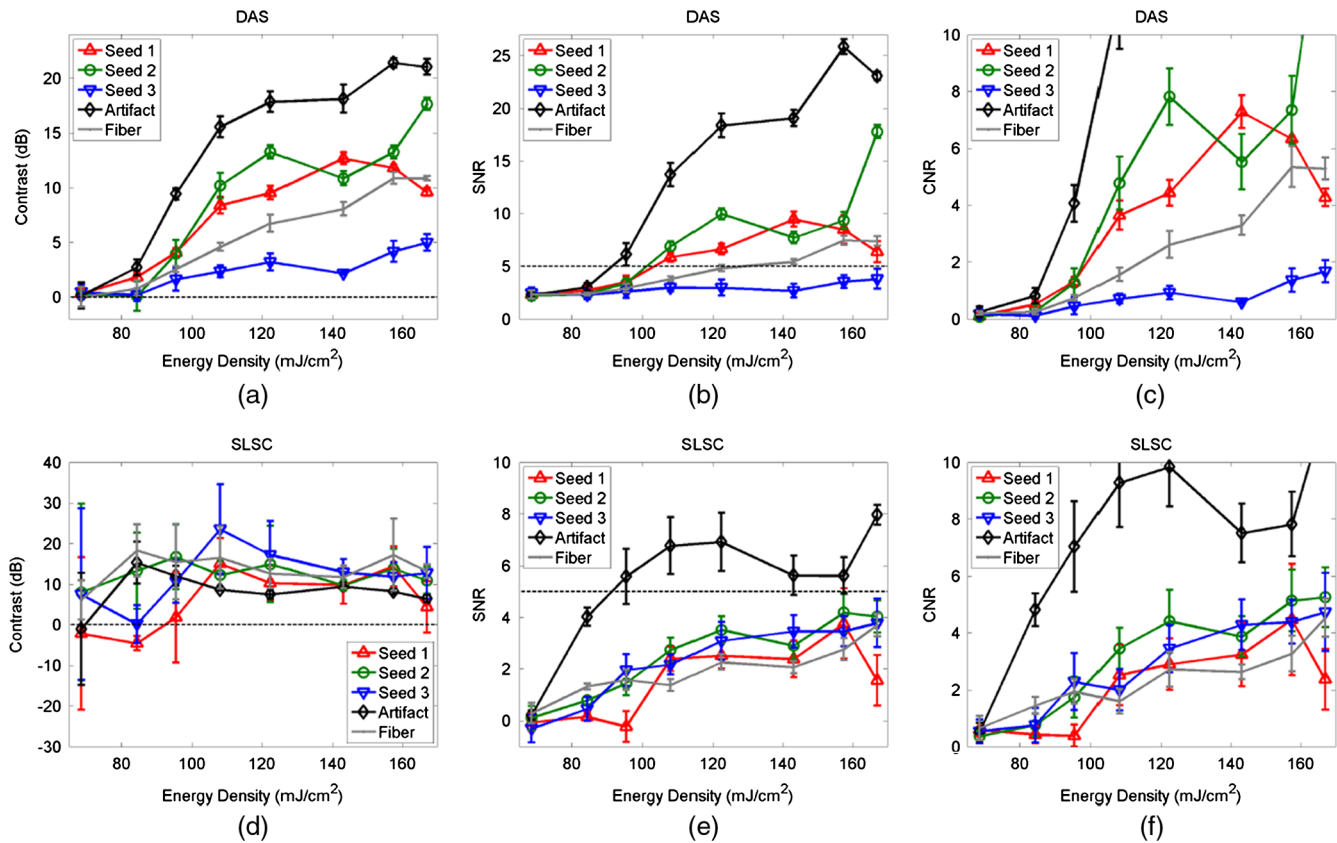 DAS
Contrast (dB)
20
15
10
5
0
Seed 1
Seed 2
Seed 3
Artifact
Fiber
80 100 120 140 160
Energy Density (mJ/cm²)
(a)
DAS
SNR
25
20
15
10
5
0
Seed 1
Seed 2
Seed 3
Artifact
Fiber
80 100 120 140 160
Energy Density (mJ/cm²)
(b)
DAS
CNR
10
8
6
4
2
0
Seed 1
Seed 2
Seed 3
Artifact
Fiber
80 100 120 140 160
Energy Density (mJ/cm²)
(c)
SLSC
Contrast (dB)
40
30
20
10
0
-10
-20
-30
Seed 1
Seed 2
Seed 3
Artifact
Fiber
80 100 120 140 160
Energy Density (mJ/cm²)
(d)
SLSC
SNR
10
8
6
4
2
0
Seed 1
Seed 2
Seed 3
Artifact
Fiber
80 100 120 140 160
Energy Density (mJ/cm²)
(e)
SLSC
CNR
10
8
6
4
2
0
Seed 1
Seed 2
Seed 3
Artifact
Fiber
80 100 120 140 160
Energy Density (mJ/cm²)
(f)